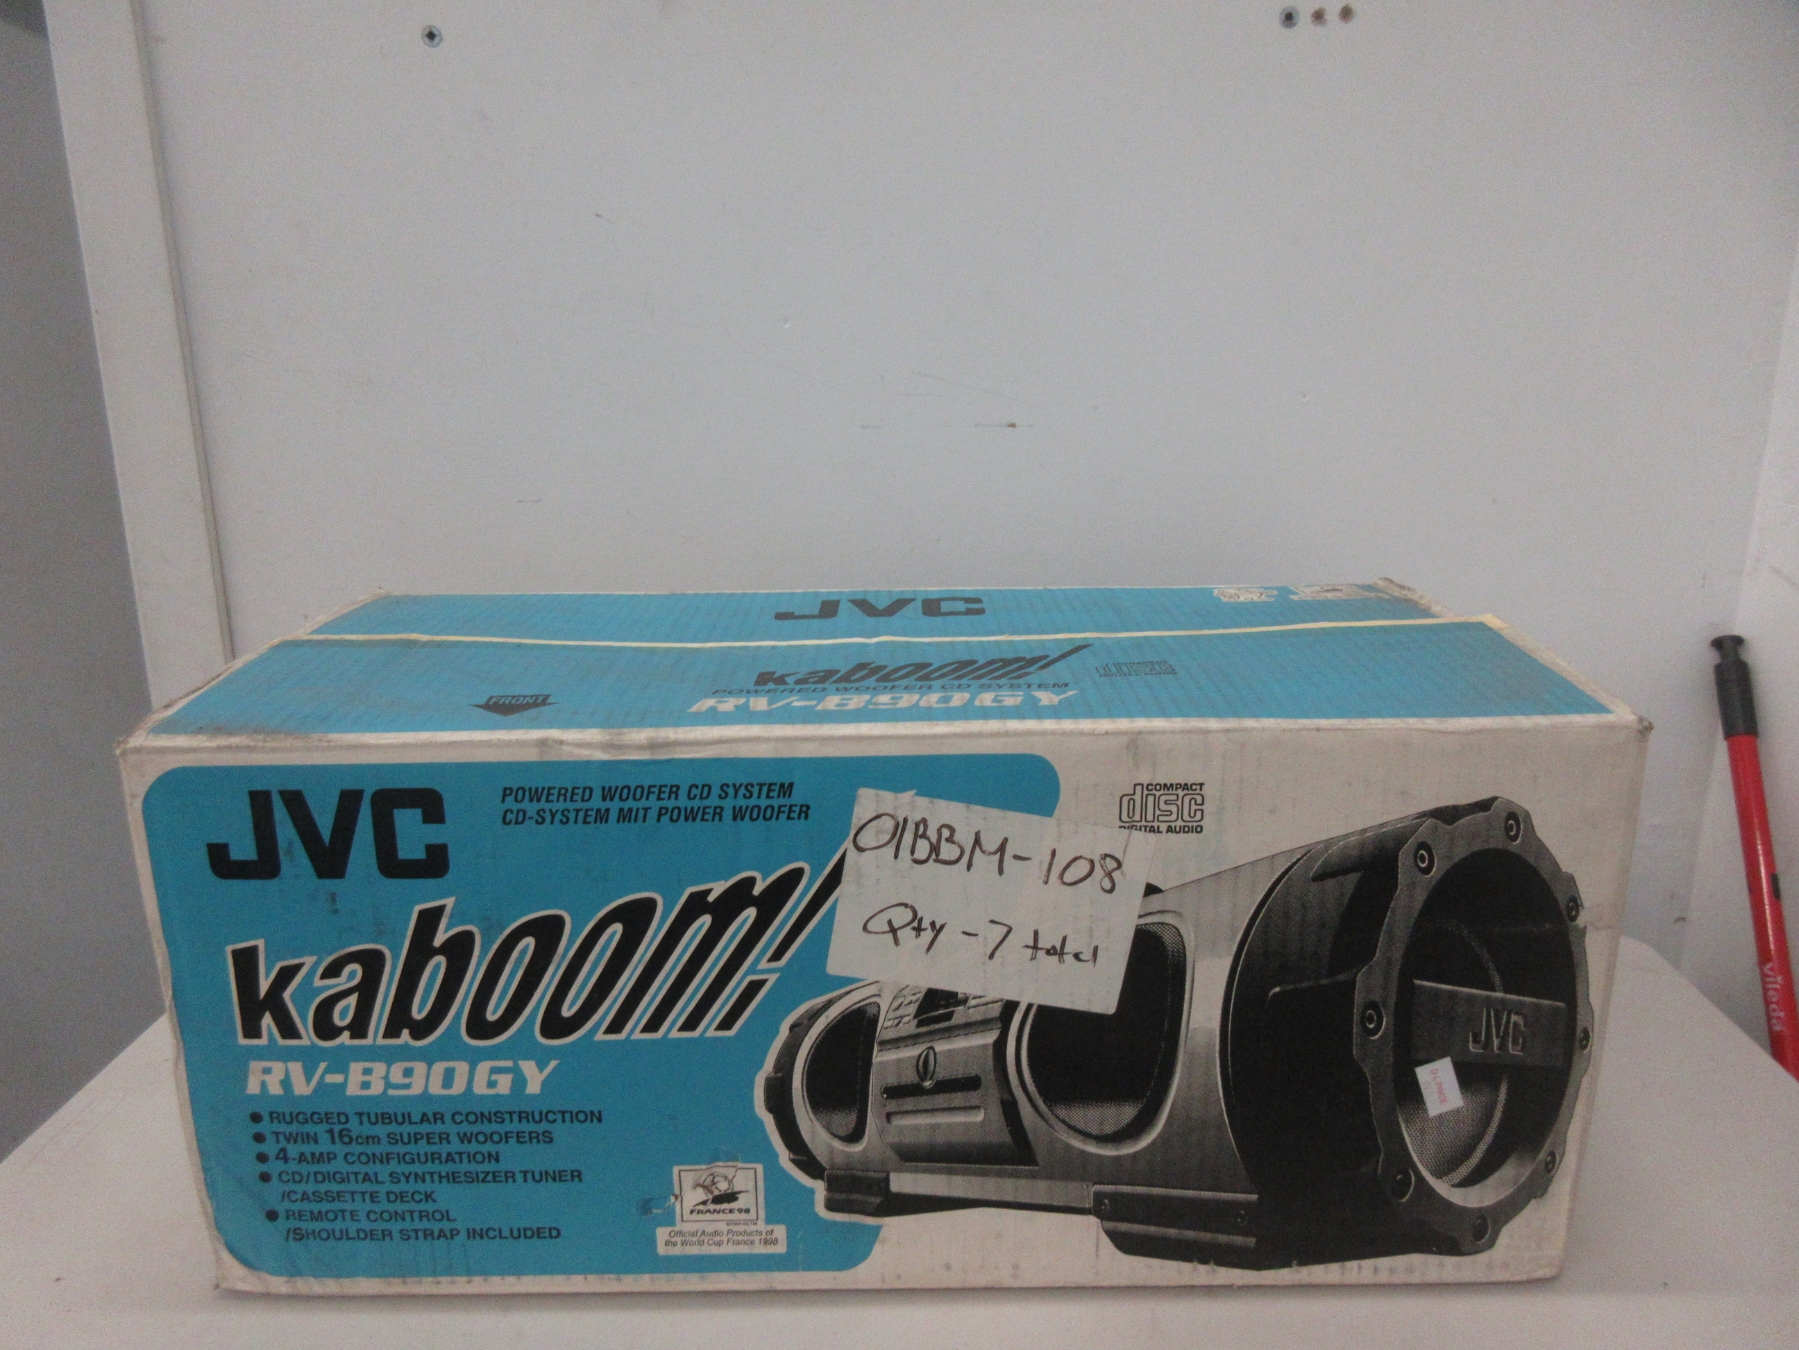 JVC
kaboom!
POWERED WOOFER CD SYSTEM
FRONT
RV-B90GY
JVC
POWERED WOOFER CD SYSTEM
CD-SYSTEM MIT POWER WOOFER
COMPACT
disc
DIGITAL AUDIO
01BBM-108
Qty - 7 total
kaboom!
RV-B90GY
JVC
● RUGGED TUBULAR CONSTRUCTION
● TWIN 16cm SUPER WOOFERS
● 4-AMP CONFIGURATION
● CD/DIGITAL SYNTHESIZER TUNER
/CASSETTE DECK
● REMOTE CONTROL
/SHOULDER STRAP INCLUDED
FRANCE 98
Official Audio Products of
the World Cup France 1998
vileda